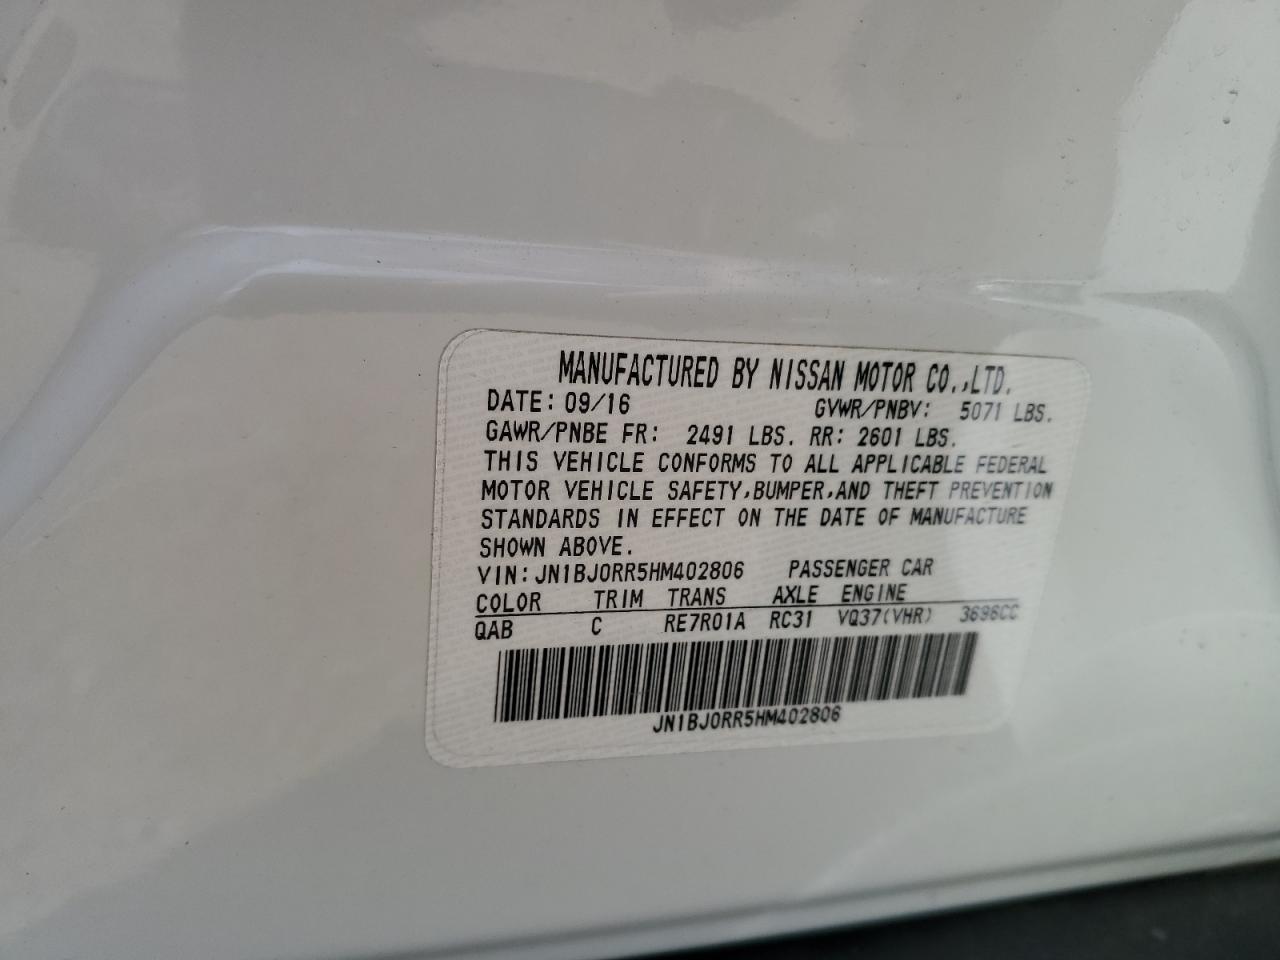 MANUFACTURED BY NISSAN MOTOR CO.,LTD.
DATE: 09/16 GVWR/PNBV: 5071 LBS.
GAWR/PNBE FR: 2491 LBS. RR: 2601 LBS.
THIS VEHICLE CONFORMS TO ALL APPLICABLE FEDERAL
MOTOR VEHICLE SAFETY,BUMPER,AND THEFT PREVENTION
STANDARDS IN EFFECT ON THE DATE OF MANUFACTURE
SHOWN ABOVE.
VIN: JN1BJ0RR5HM402806 PASSENGER CAR
COLOR TRIM TRANS AXLE ENGINE
QAB C RE7R01A RC31 VQ37(VHR) 3696CC
JN1BJ0RR5HM402806